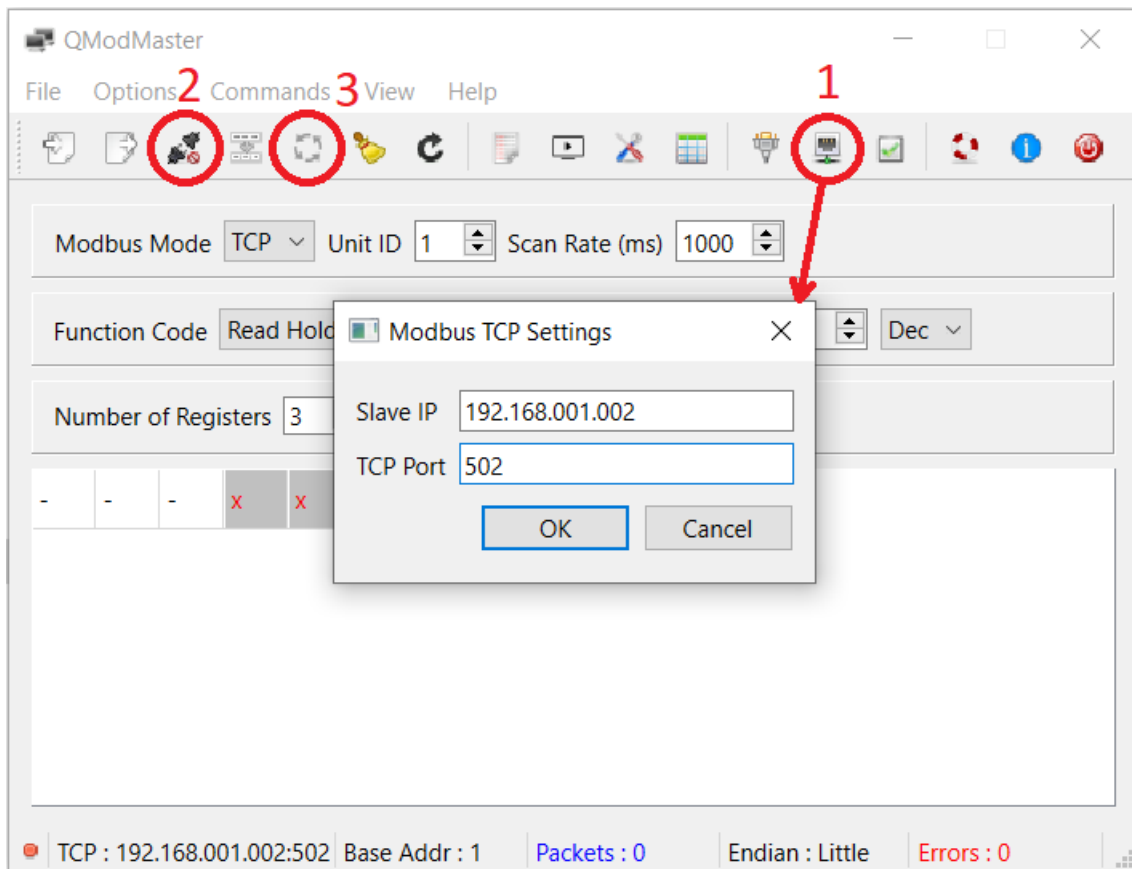 QModMaster
File Options 2 Commands 3 View Help 1
Modbus Mode TCP Unit ID 1 Scan Rate (ms) 1000
Function Code Read Hold Dec
Modbus TCP Settings
Number of Registers 3
Slave IP 192.168.001.002
TCP Port 502
- - - x x
OK Cancel
TCP : 192.168.001.002:502 Base Addr : 1 Packets : 0 Endian : Little Errors : 0